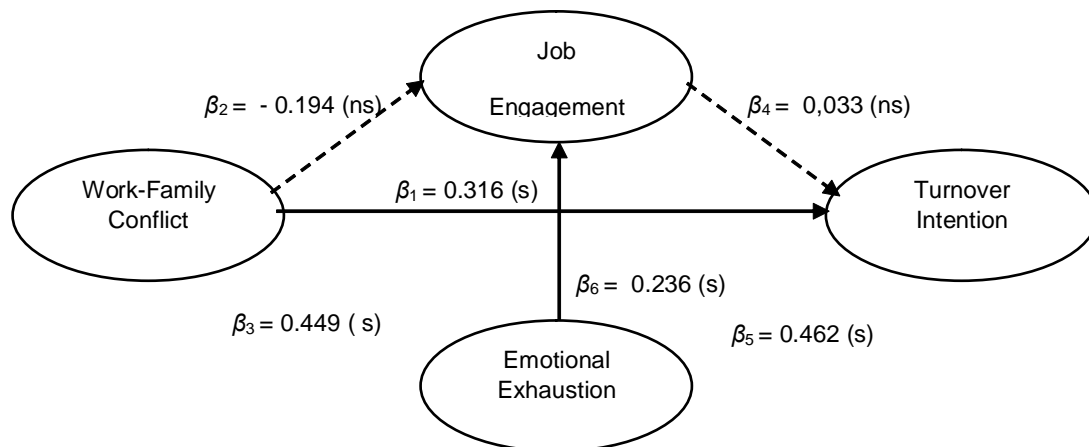 Job
Engagement
β2 = - 0.194 (ns)
β4 = 0,033 (ns)
Work-Family
Conflict
β1 = 0.316 (s)
Turnover
Intention
β6 = 0.236 (s)
β3 = 0.449 ( s)
β5 = 0.462 (s)
Emotional
Exhaustion